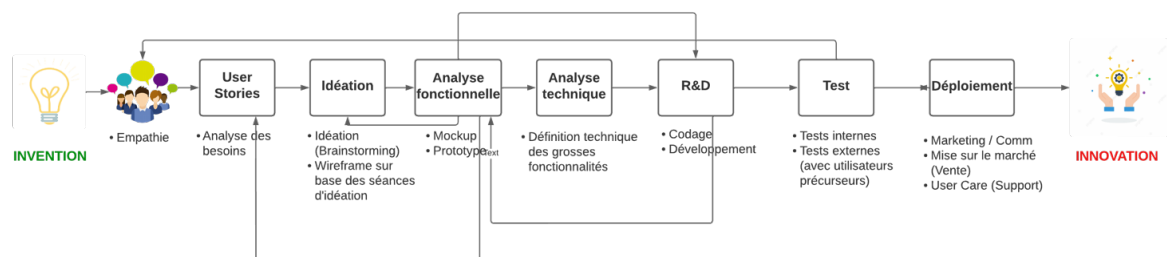 INVENTION
• Empathie
User
Stories
• Analyse des
besoins
Idéation
• Idéation
(Brainstorming)
• Wireframe sur
base des séances
d'idéation
Analyse
fonctionnelle
• Mockup
• Prototype
Text
Analyse
technique
• Définition technique
des grosses
fonctionnalités
R&D
• Codage
• Développement
Test
• Tests internes
• Tests externes
(avec utilisateurs
précurseurs)
Déploiement
• Marketing / Comm
• Mise sur le marché
(Vente)
• User Care (Support)
INNOVATION